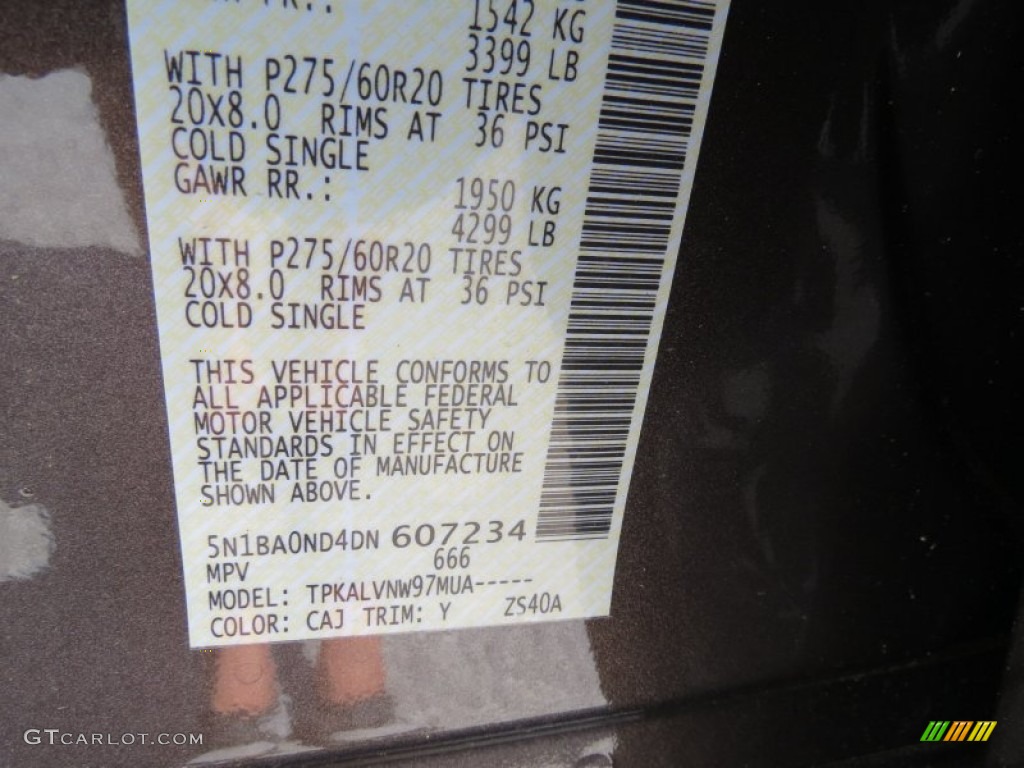 1542 KG
3399 LB
WITH P275/60R20 TIRES
20X8.0 RIMS AT 36 PSI
COLD SINGLE
GAWR RR.: 1950 KG
4299 LB
WITH P275/60R20 TIRES
20X8.0 RIMS AT 36 PSI
COLD SINGLE
THIS VEHICLE CONFORMS TO
ALL APPLICABLE FEDERAL
MOTOR VEHICLE SAFETY
STANDARDS IN EFFECT ON
THE DATE OF MANUFACTURE
SHOWN ABOVE.
5N1BA0ND4DN 607234
MPV 666
MODEL: TPKALVNW97MUA-----
COLOR: CAJ TRIM: Y ZS40A
GTCARLOT.COM